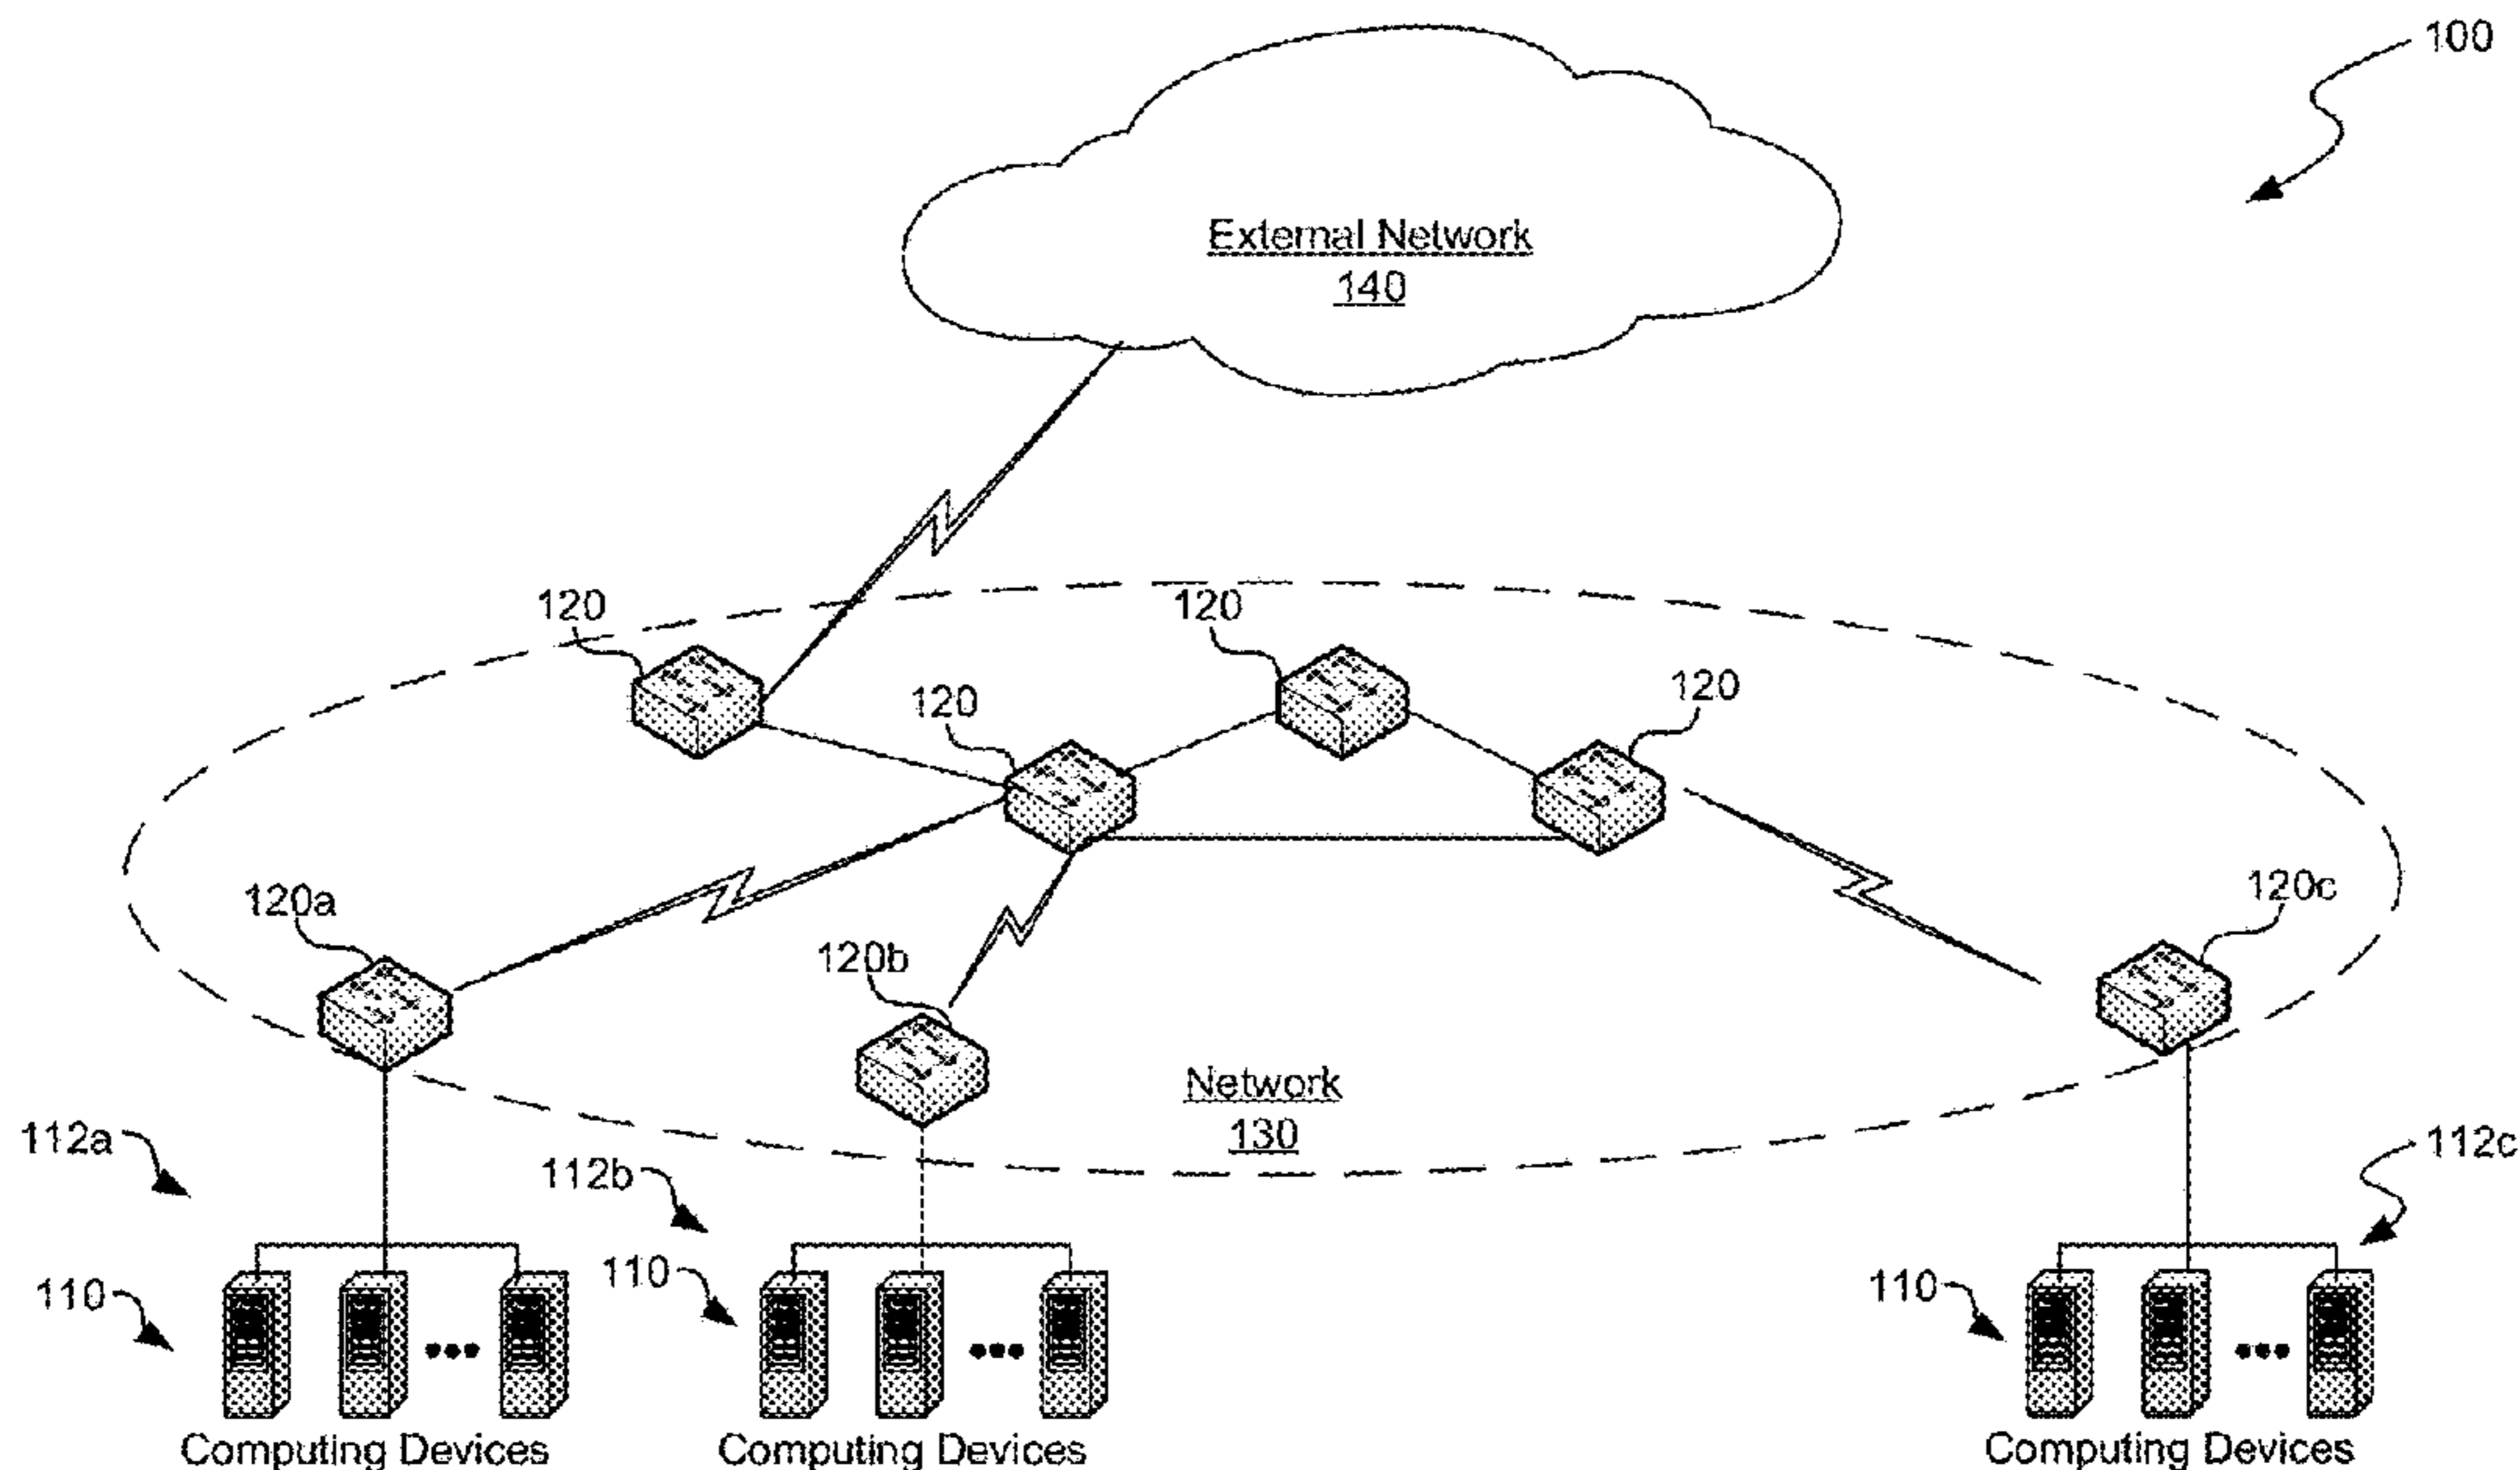 100
External Network
140
120
120
120
120
120a
120c
120b
Network
130
112a
112b
112c
110
110
110
Computing Devices
Computing Devices
Computing Devices